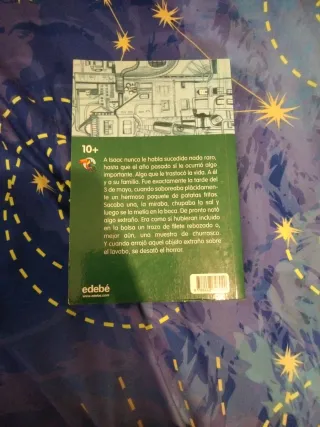 10+
A Isaac nunca le había sucedido nada raro,
hasta que el año pasado sí le ocurrió algo
importante. Algo que le trastocó la vida. A él
y a su familia. Fue exactamente la tarde del
5 de mayo, cuando saboreaba plácidamente
un hermoso paquete de patatas fritas.
Sacaba una, la miraba, chupaba la sal y
luego se la metía en la boca. De pronto notó
algo extraño. Era como si hubieran incluido
en la bolsa un trozo de filete rebozado o,
mejor aún, una muestra de churrasco.
Y cuando arrojó aquel objeto extraño sobre
el lavabo, se desató el horror.
edebé
www.edebe.com